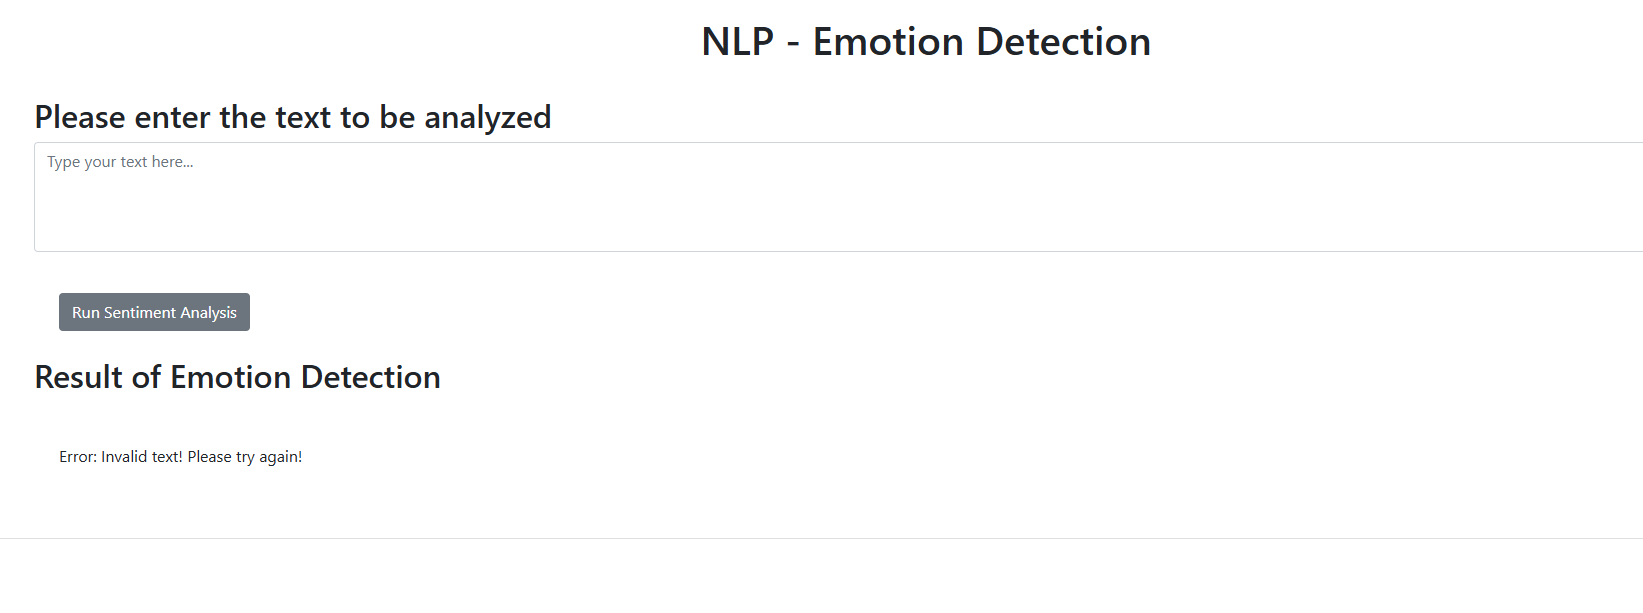 NLP - Emotion Detection
Please enter the text to be analyzed
Type your text here...
Run Sentiment Analysis
Result of Emotion Detection
Error: Invalid text! Please try again!